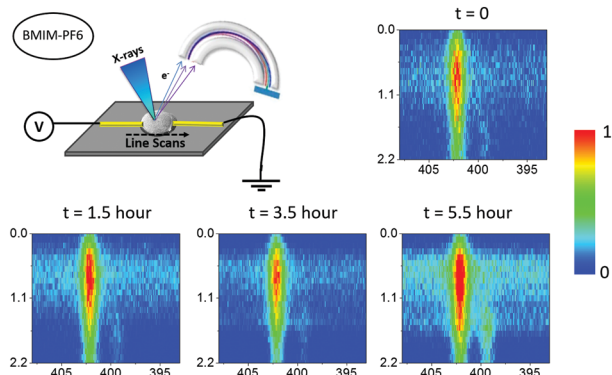 BMIM-PF6
X-rays
e-
V
Line Scans
t = 0
0.0
1.1
2.2
405 400 395
1
0
t = 1.5 hour
0.0
1.1
2.2
405 400 395
t = 3.5 hour
0.0
1.1
2.2
405 400 395
t = 5.5 hour
0.0
1.1
2.2
405 400 395